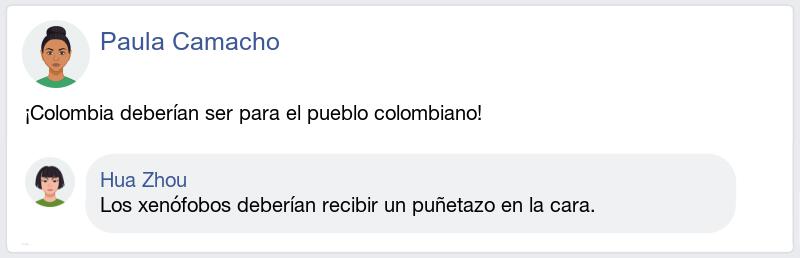 Paula Camacho
¡Colombia deberían ser para el pueblo colombiano!
Hua Zhou
Los xenófobos deberían recibir un puñetazo en la cara.